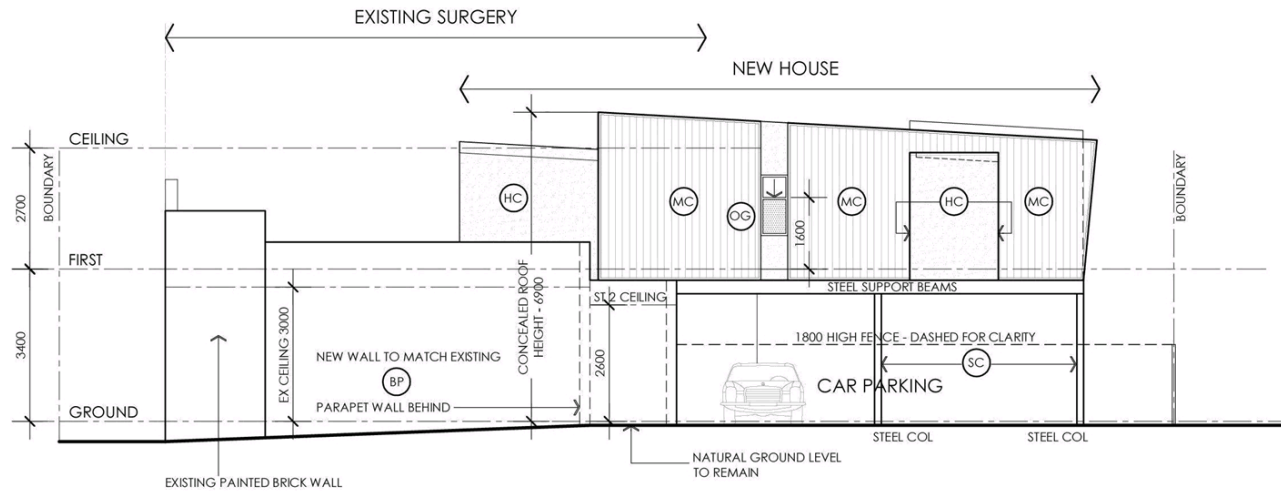 EXISTING SURGERY
NEW HOUSE
CEILING
BOUNDARY
2700
HC
MC
OG
MC
HC
MC
BOUNDARY
1600
FIRST
STEEL SUPPORT BEAMS
ST 2 CEILING
CONCEALED ROOF
HEIGHT - 6900
EX CEILING 3000
3400
2600
1800 HIGH FENCE - DASHED FOR CLARITY
NEW WALL TO MATCH EXISTING
BP
SC
CAR PARKING
PARAPET WALL BEHIND
GROUND
STEEL COL
STEEL COL
NATURAL GROUND LEVEL
TO REMAIN
EXISTING PAINTED BRICK WALL